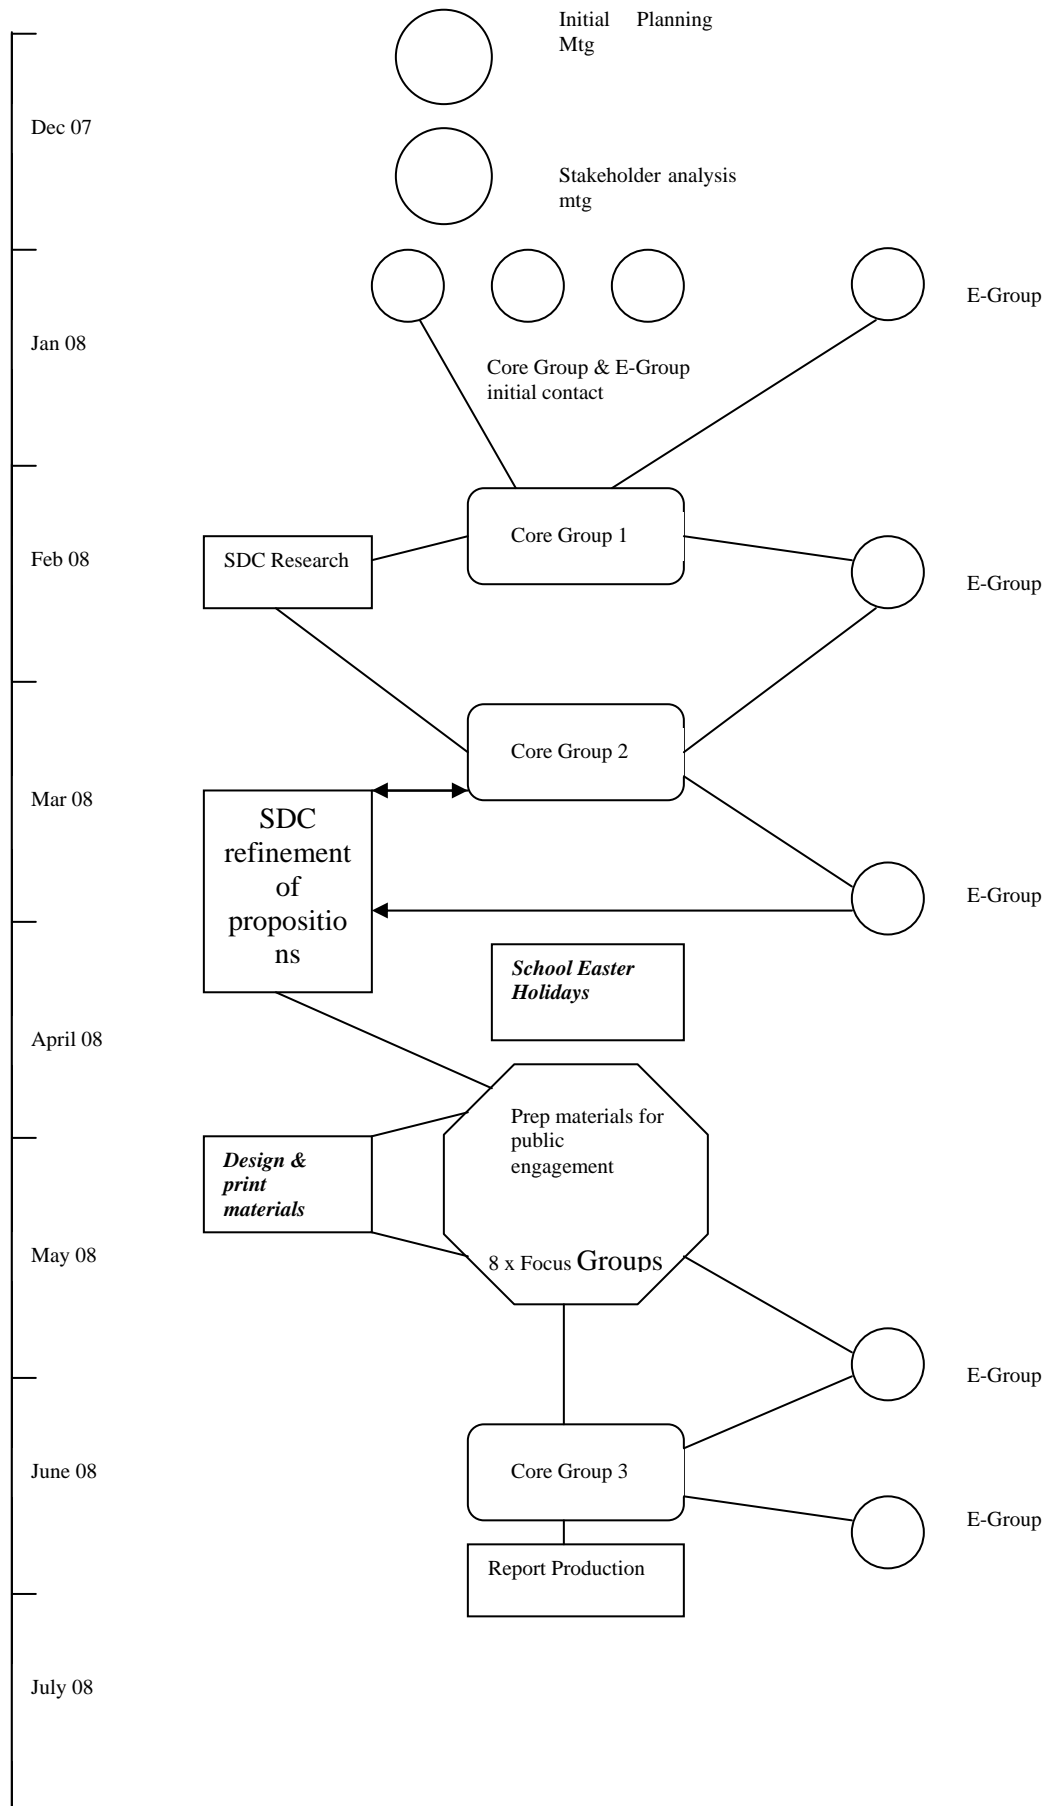 Initial Planning
Mtg
Dec 07
Stakeholder analysis
mtg
E-Group
Jan 08
Core Group & E-Group
initial contact
Core Group 1
Feb 08
SDC Research
E-Group
Core Group 2
Mar 08
SDC
refinement
of
propositio
ns
E-Group
School Easter
Holidays
April 08
Prep materials for
public
engagement
Design &
print
materials
May 08
8 x Focus Groups
E-Group
June 08
Core Group 3
E-Group
Report Production
July 08